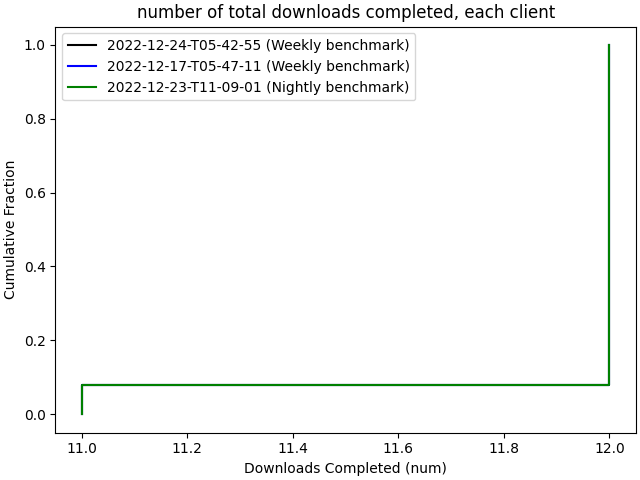 number of total downloads completed, each client
2022-12-24-T05-42-55 (Weekly benchmark)
2022-12-17-T05-47-11 (Weekly benchmark)
2022-12-23-T11-09-01 (Nightly benchmark)
Cumulative Fraction
1.0
0.8
0.6
0.4
0.2
0.0
11.0 11.2 11.4 11.6 11.8 12.0
Downloads Completed (num)